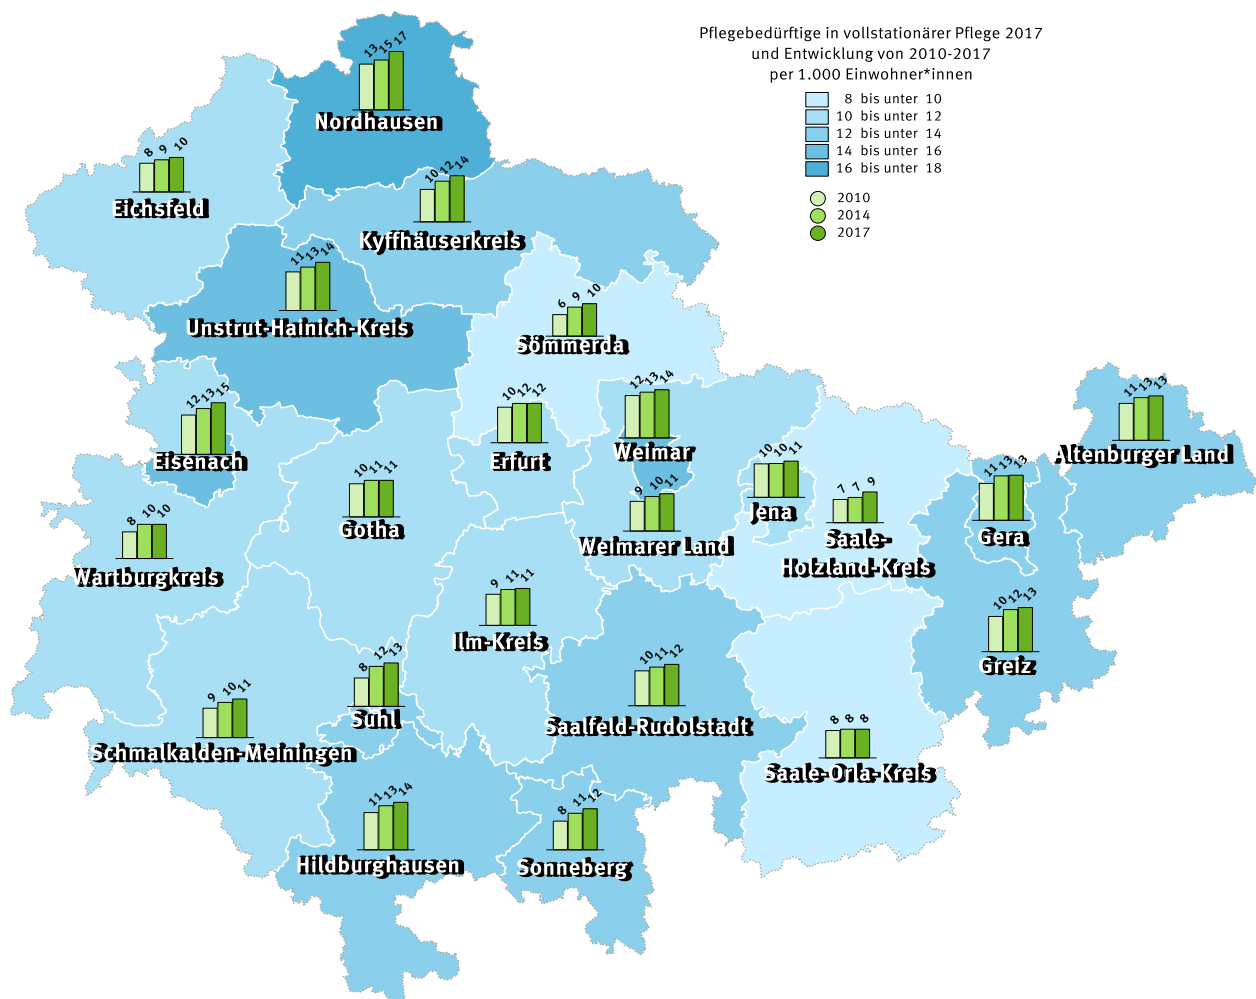 Pflegebedürftige in vollstationärer Pflege 2017
und Entwicklung von 2010-2017
per 1.000 Einwohner*innen
8 bis unter 10
10 bis unter 12
12 bis unter 14
14 bis unter 16
16 bis unter 18
2010
2014
2017
13 15 17
Nordhausen
8 9 10
Eichsfeld
10 12 14
Kyffhäuserkreis
11 13 14
Unstrut-Hainich-Kreis
6 9 10
Sömmerda
12 13 15
Eisenach
10 12 12
Erfurt
12 13 14
Weimar
11 13 13
Altenburger Land
10 11 11
Gotha
9 10 11
Weimarer Land
10 10 11
Jena
7 7 9
Saale-
Holzland-Kreis
11 13 13
Gera
8 10 10
Wartburgkreis
9 11 11
Ilm-Kreis
10 12 13
Greiz
8 12 13
Suhl
10 11 12
Saalfeld-Rudolstadt
9 10 11
Schmalkalden-Meiningen
8 8 8
Saale-Orla-Kreis
11 13 14
Hildburghausen
8 11 12
Sonneberg